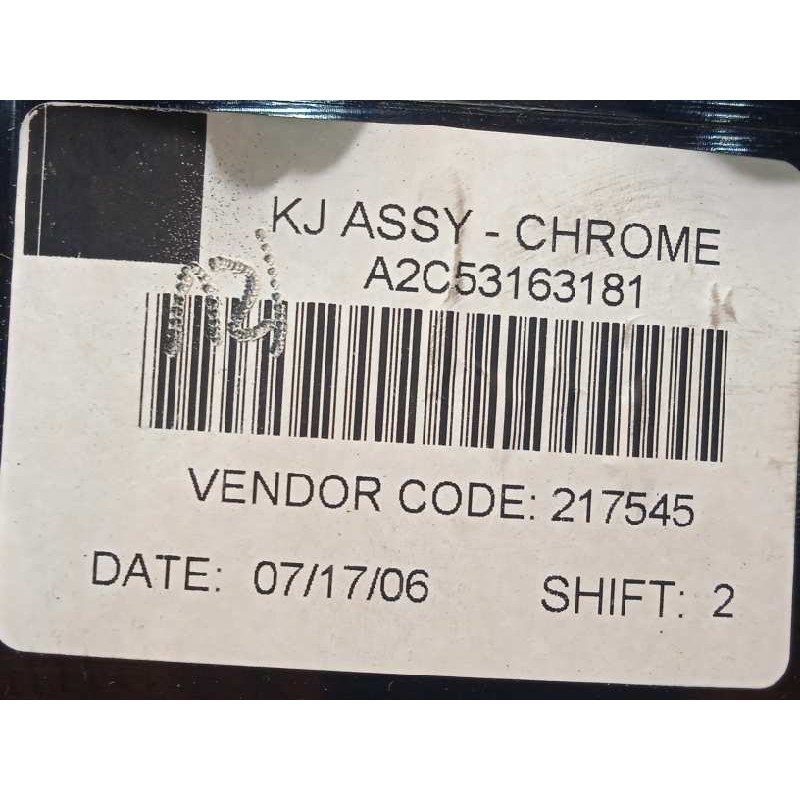 KJ ASSY - CHROME
A2C53163181
VENDOR CODE: 217545
DATE: 07/17/06 SHIFT: 2